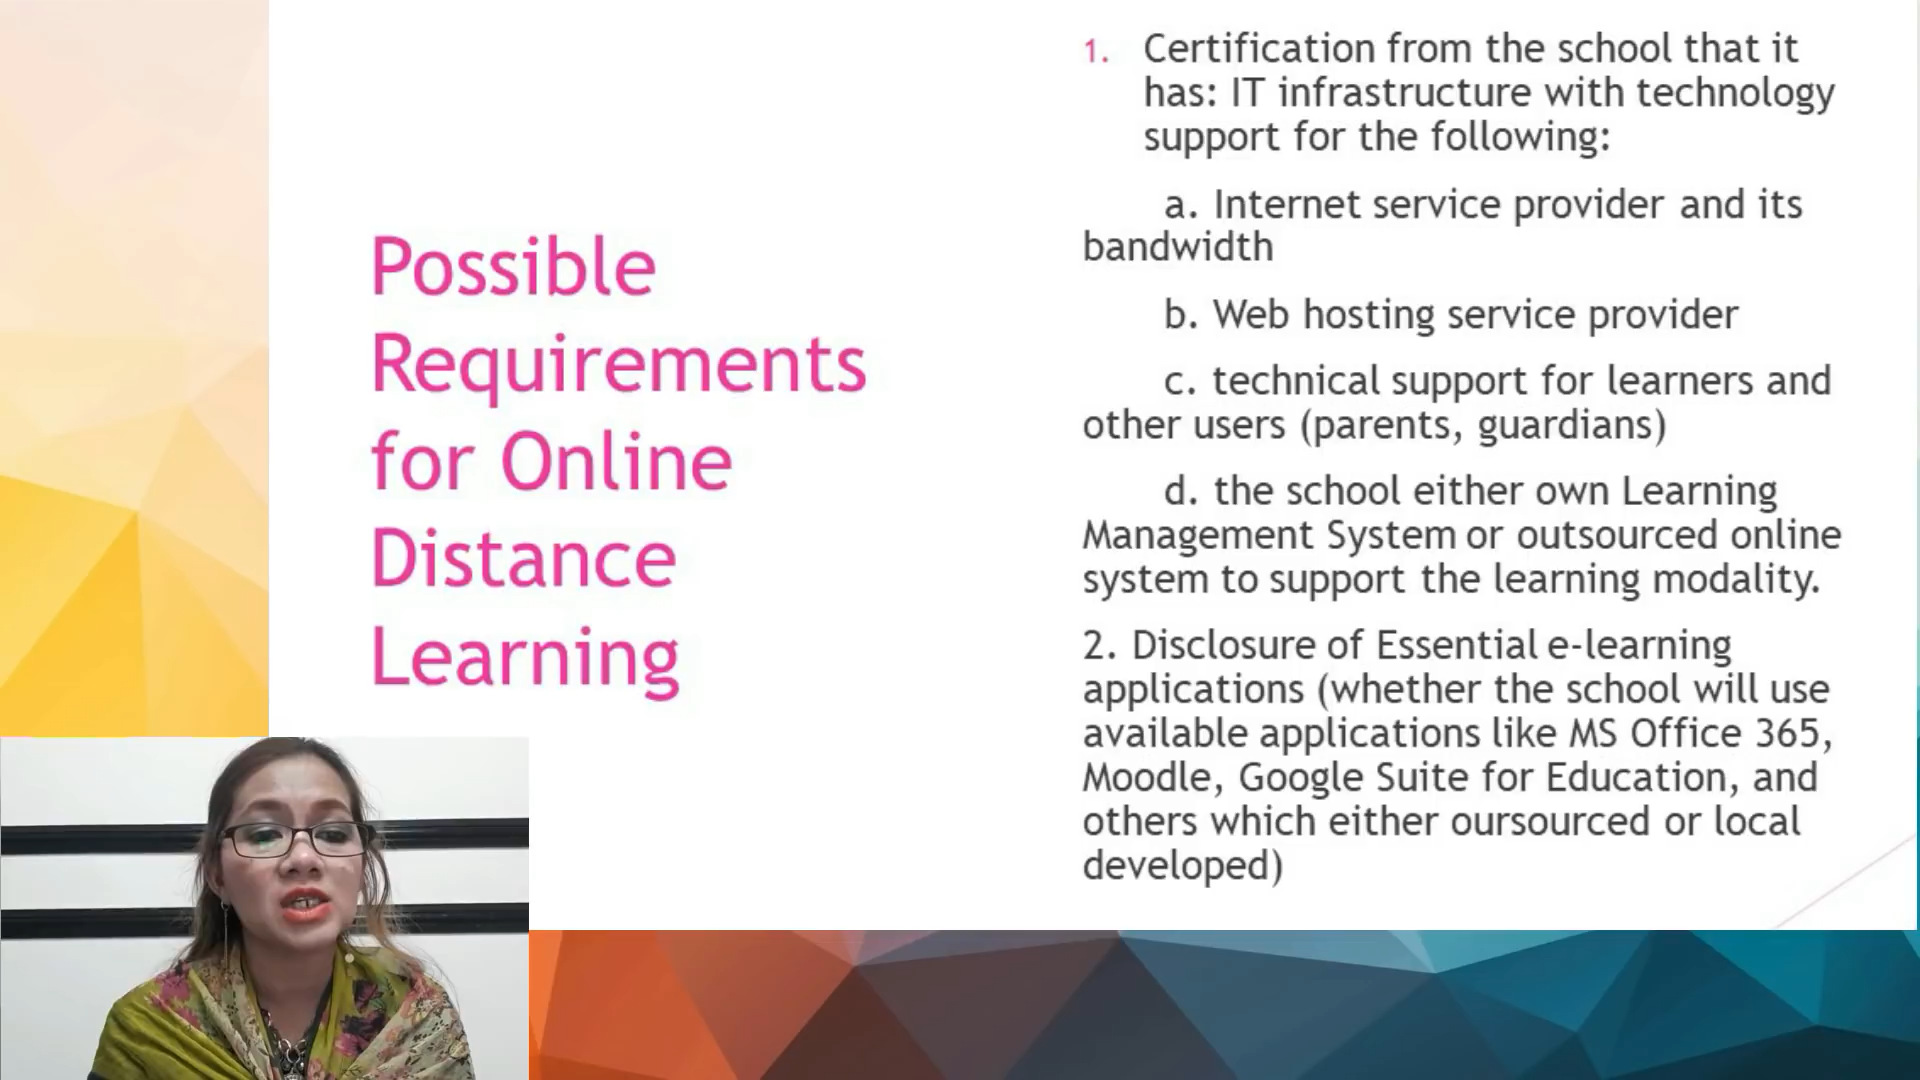 Possible
Requirements
for Online
Distance
Learning
1. Certification from the school that it
has: IT infrastructure with technology
support for the following:
a. Internet service provider and its
bandwidth
b. Web hosting service provider
c. technical support for learners and
other users (parents, guardians)
d. the school either own Learning
Management System or outsourced online
system to support the learning modality.
2. Disclosure of Essential e-learning
applications (whether the school will use
available applications like MS Office 365,
Moodle, Google Suite for Education, and
others which either oursourced or local
developed)